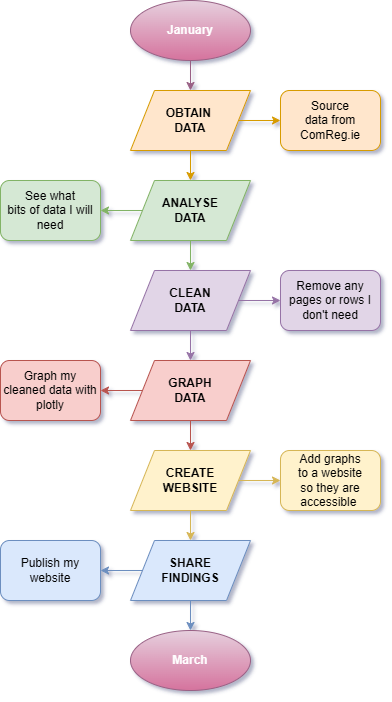 January
OBTAIN
DATA
Source
data from
ComReg.ie
See what
bits of data I will
need
ANALYSE
DATA
CLEAN
DATA
Remove any
pages or rows I
don't need
Graph my
cleaned data with
plotly
GRAPH
DATA
CREATE
WEBSITE
Add graphs
to a website
so they are
accessible
Publish my
website
SHARE
FINDINGS
March